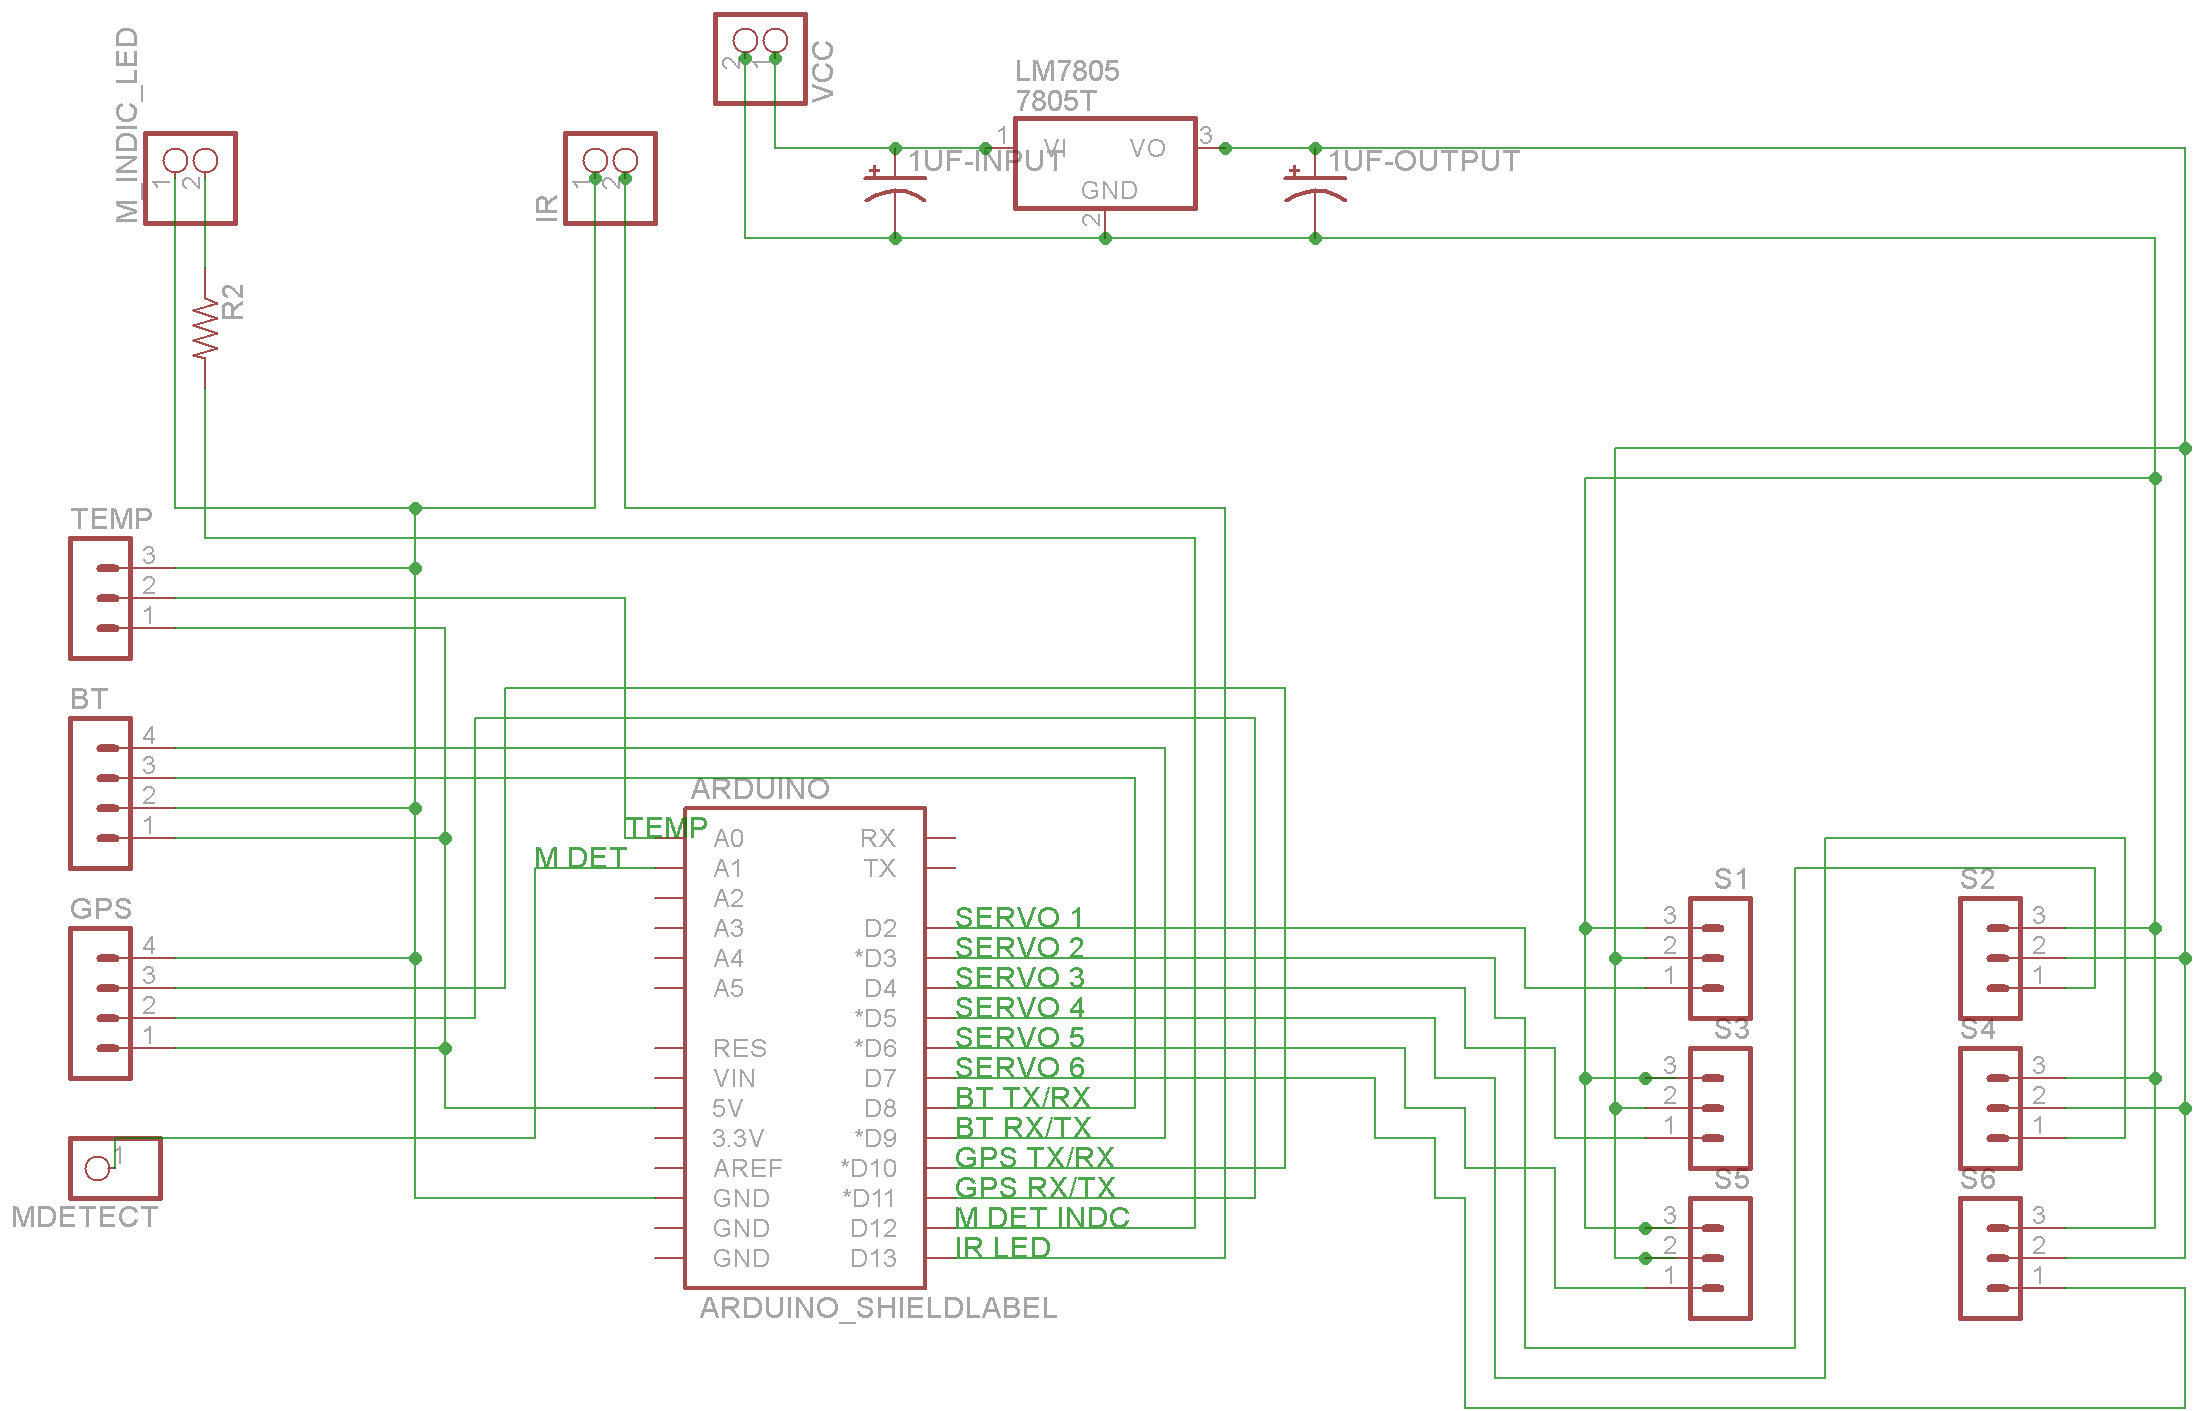 M_INDIC_LED
1
2
IR
1
2
VCC
2
1
LM7805
7805T
1
VI
VO
3
GND
2
1UF-INPUT
1UF-OUTPUT
+
+
R2
TEMP
3
2
1
BT
4
3
2
1
GPS
4
3
2
1
1
MDETECT
ARDUINO
TEMP
M DET
A0
A1
A2
A3
A4
A5
RES
VIN
5V
3.3V
AREF
GND
GND
GND
RX
TX
D2
*D3
D4
*D5
*D6
D7
D8
*D9
*D10
*D11
D12
D13
SERVO 1
SERVO 2
SERVO 3
SERVO 4
SERVO 5
SERVO 6
BT TX/RX
BT RX/TX
GPS TX/RX
GPS RX/TX
M DET INDC
IR LED
ARDUINO_SHIELDLABEL
S1
3
2
1
S2
3
2
1
S3
3
2
1
S4
3
2
1
S5
3
2
1
S6
3
2
1